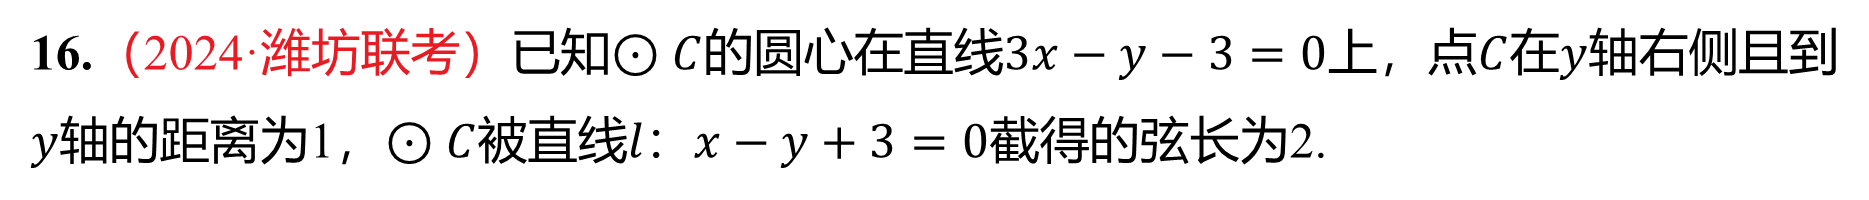 16.（2024·潍坊联考）已知⊙ C的圆心在直线3x − y − 3 = 0上，点C在y轴右侧且到
y轴的距离为1，⊙ C被直线l：x − y + 3 = 0截得的弦长为2.